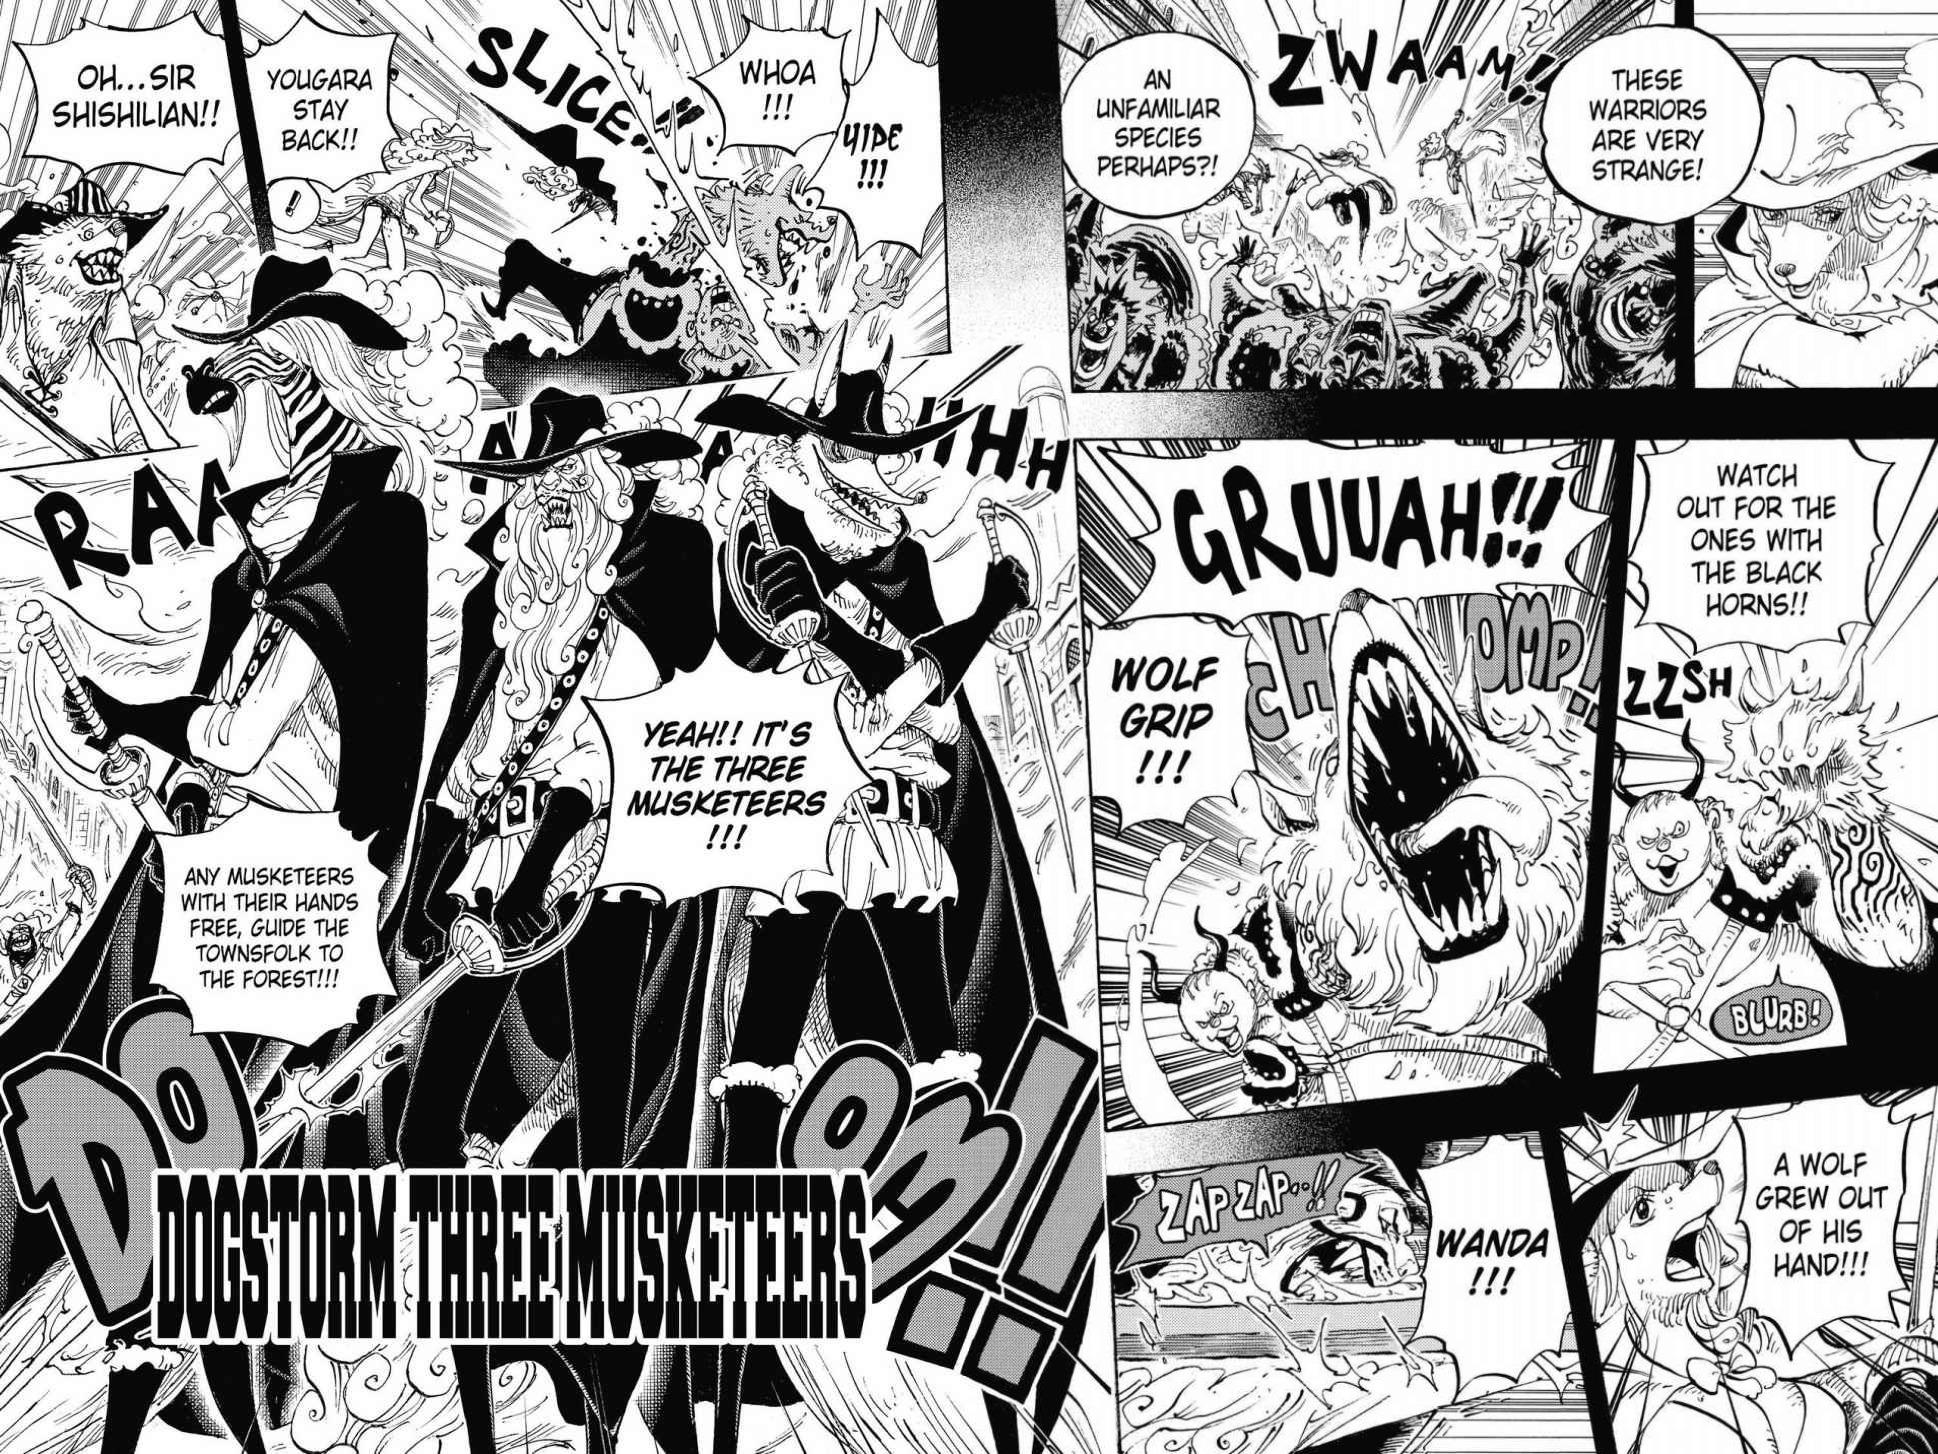 THESE
WARRIORS
ARE VERY
STRANGE!
ZWAAM!!
AN
UNFAMILIAR
SPECIES
PERHAPS?!
WATCH
OUT FOR THE
ONES WITH
THE BLACK
HORNS!!
ZZSH
BLURB!
GRUUAH!!!
CHOMP!!
WOLF
GRIP
!!!
A WOLF
GREW OUT
OF HIS
HAND!!!
WANDA
!!!
ZAP ZAP..!!
YIPE
!!!
WHOA
!!!
SLICE
YOUGARA
STAY
BACK!!
OH...SIR
SHISHILIAN!!
RAAAAAHHHH
YEAH!! IT'S
THE THREE
MUSKETEERS
!!!
ANY MUSKETEERS
WITH THEIR HANDS
FREE, GUIDE THE
TOWNSFOLK TO
THE FOREST!!!
DOOM!!
DOGSTORM THREE MUSKETEERS